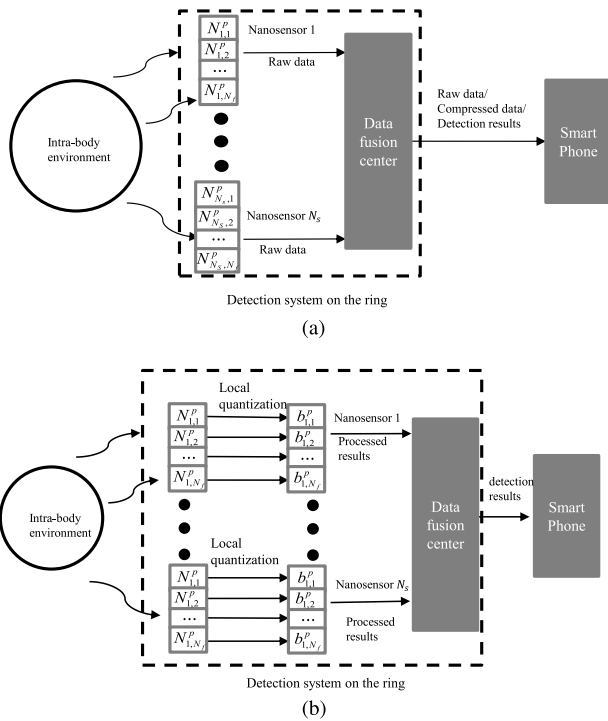 Intra-body
environment
N^p_{1,1}
N^p_{1,2}
...
N^p_{1,N_f}
N^p_{N_s,1}
N^p_{N_s,2}
...
N^p_{N_s,N_f}
Nanosensor 1
Raw data
Nanosensor N_s
Raw data
Data
fusion
center
Raw data/
Compressed data/
Detection results
Smart
Phone
Detection system on the ring
(a)
Intra-body
environment
Local
quantization
N^p_{1,1}
N^p_{1,2}
...
N^p_{1,N_f}
b^p_{1,1}
b^p_{1,2}
...
b^p_{1,N_f}
Nanosensor 1
Processed
results
Local
quantization
N^p_{1,1}
N^p_{1,2}
...
N^p_{1,N_f}
b^p_{1,1}
b^p_{1,2}
...
b^p_{1,N_f}
Nanosensor N_s
Processed
results
Data
fusion
center
detection
results
Smart
Phone
Detection system on the ring
(b)